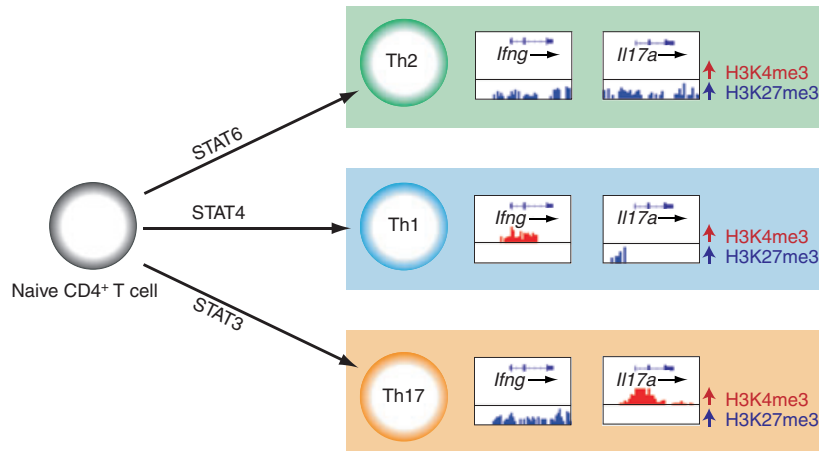 Th2
Ifng
Il17a
H3K4me3
H3K27me3
STAT6
Th1
Ifng
Il17a
H3K4me3
H3K27me3
STAT4
Naive CD4⁺ T cell
STAT3
Th17
Ifng
Il17a
H3K4me3
H3K27me3